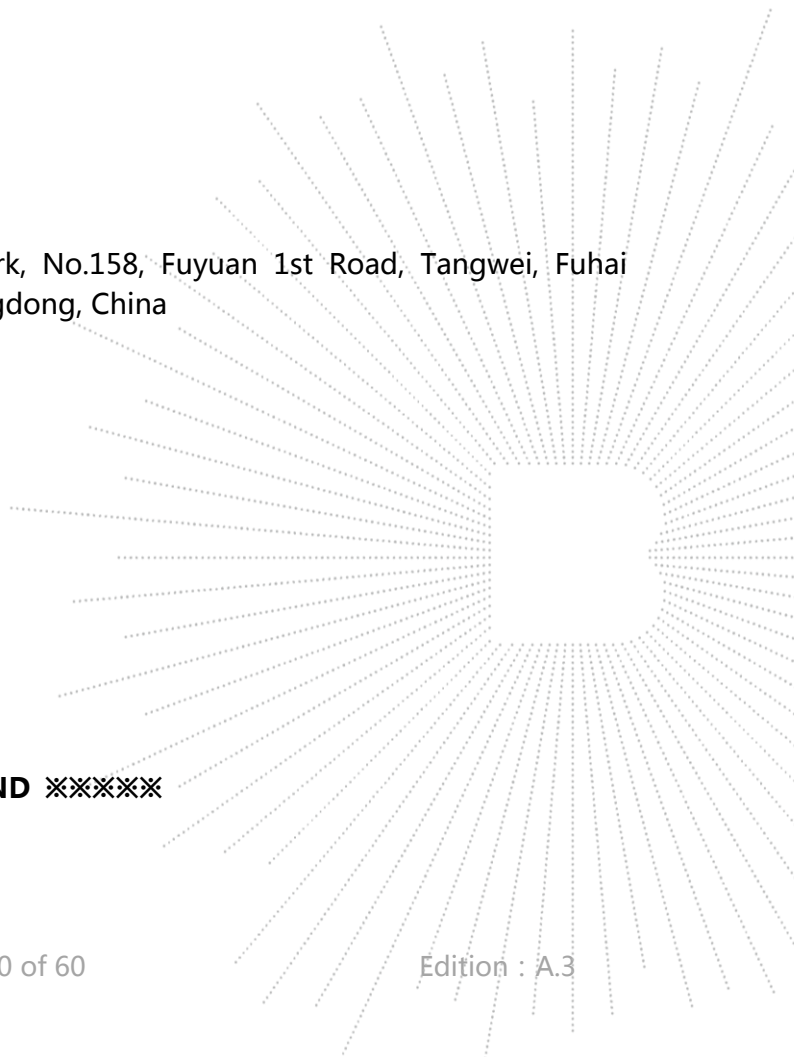 rk, No.158, Fuyuan 1st Road, Tangwei, Fuhai
gdong, China
ND ※※※※※
0 of 60 Edition：A.3